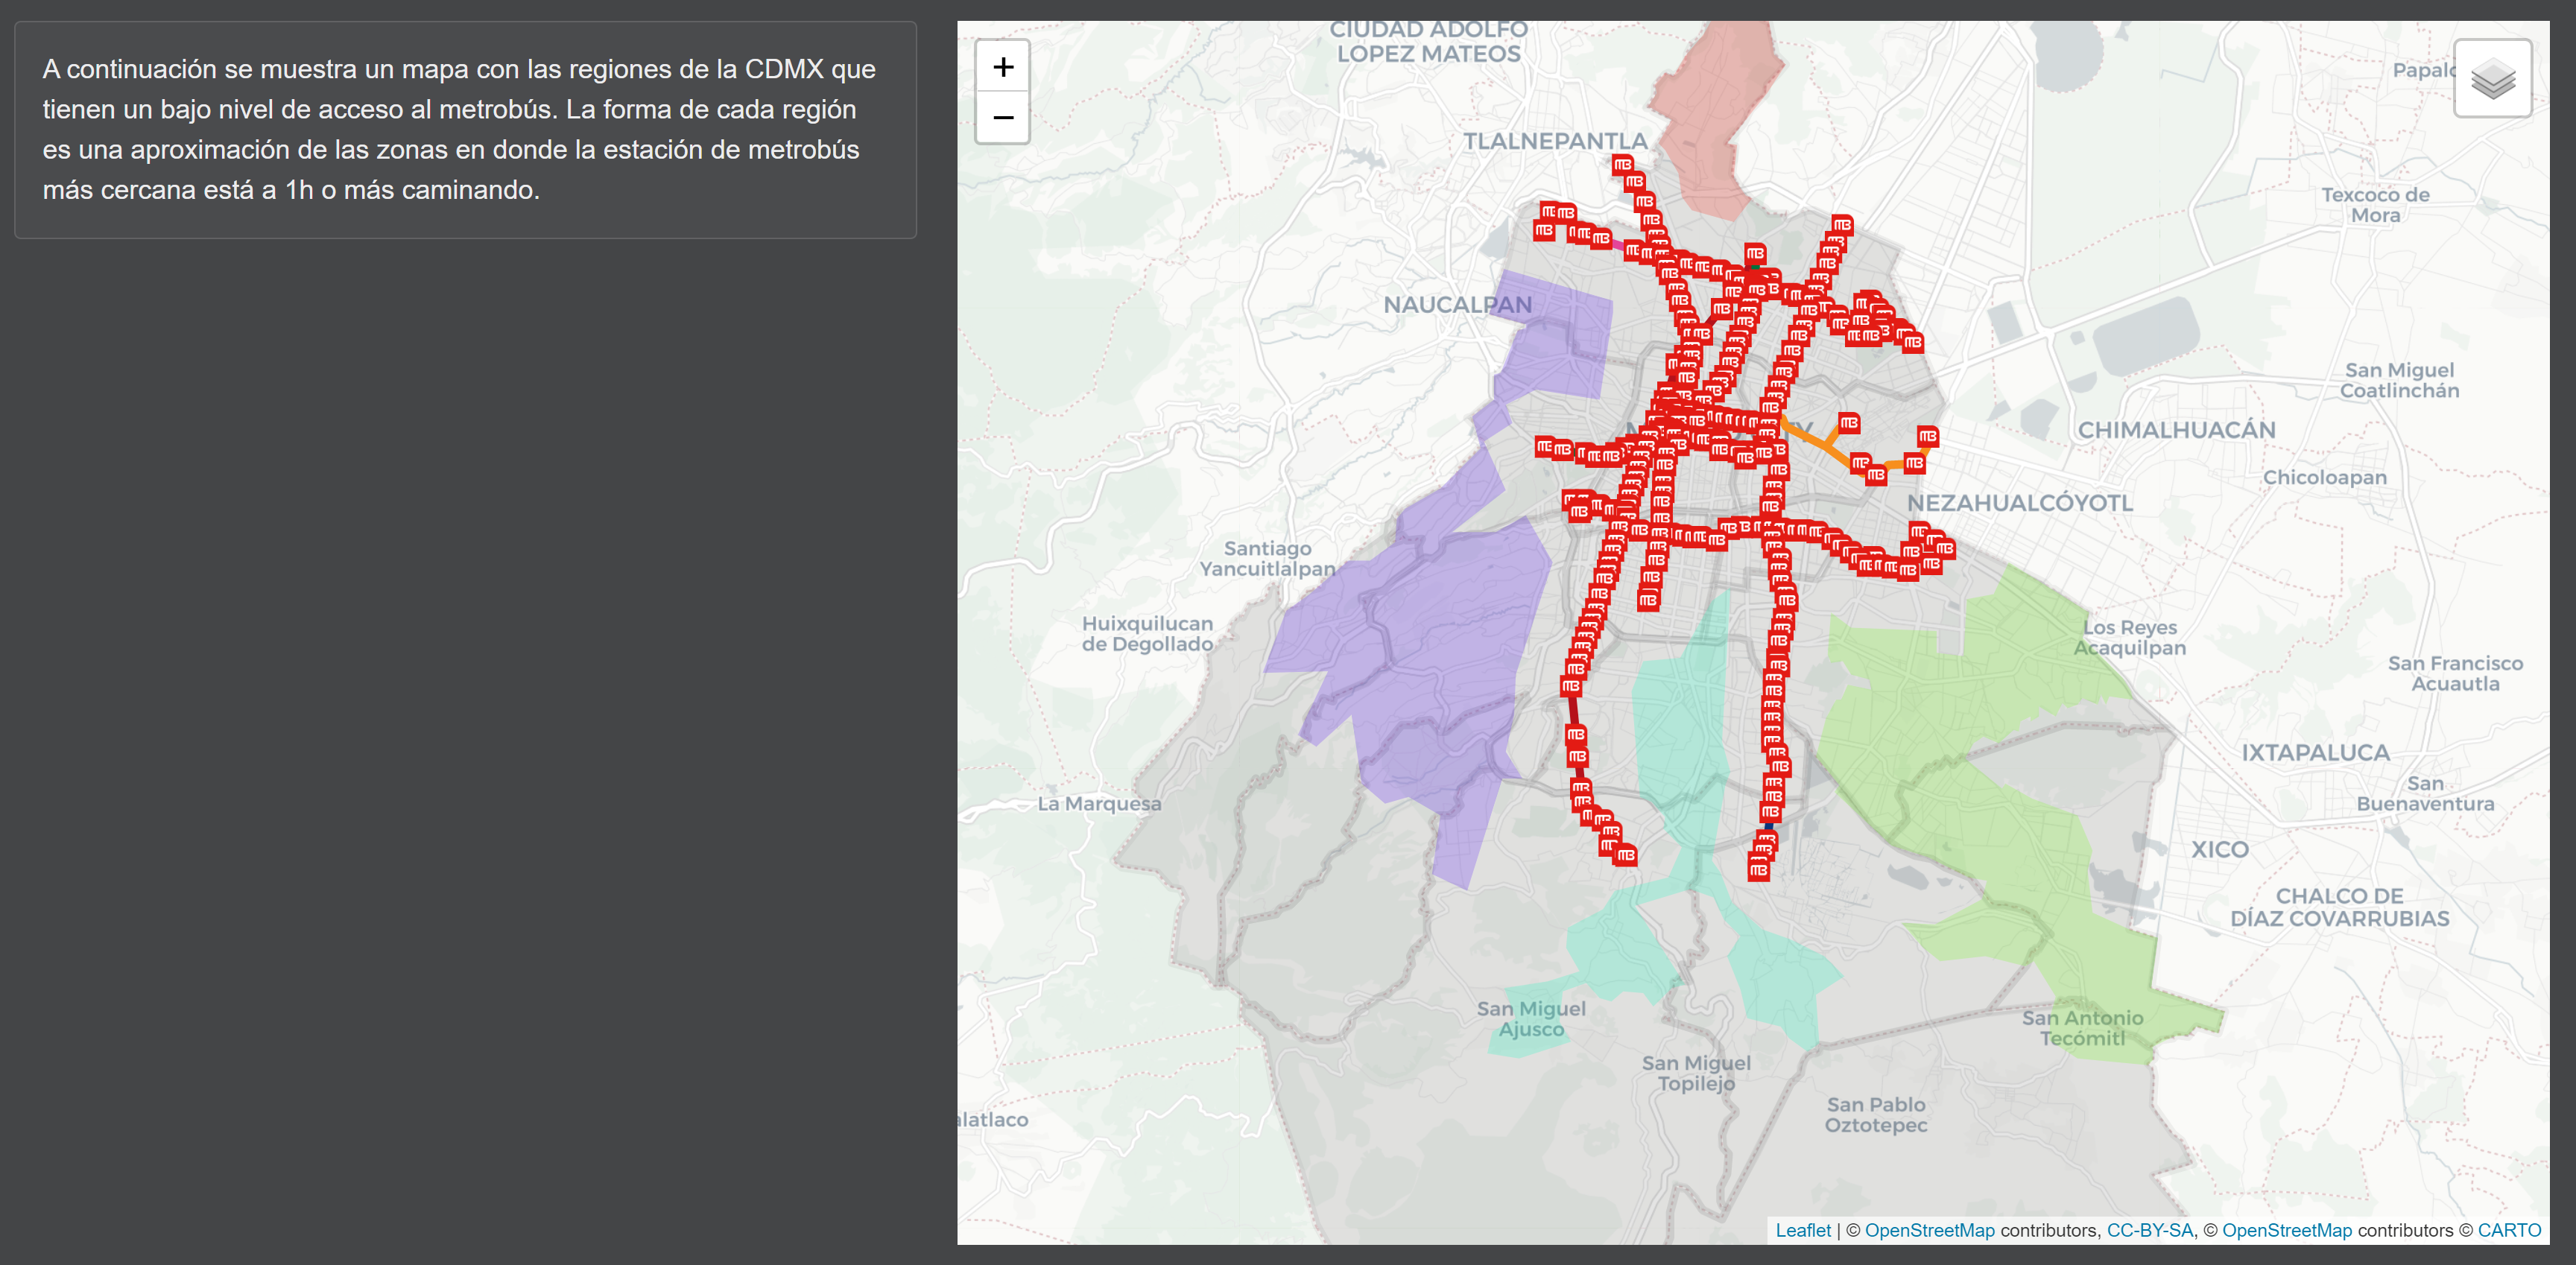 A continuación se muestra un mapa con las regiones de la CDMX que
tienen un bajo nivel de acceso al metrobús. La forma de cada región
es una aproximación de las zonas en donde la estación de metrobús
más cercana está a 1h o más caminando.
+
−
CIUDAD ADOLFO
LOPEZ MATEOS
TLALNEPANTLA
Texcoco de
Mora
NAUCALPAN
San Miguel
Coatlinchán
CHIMALHUACÁN
Chicoloapan
NEZAHUALCÓYOTL
Santiago
Yancuitlalpan
Huixquilucan
de Degollado
Los Reyes
Acaquilpan
San Francisco
Acuautla
IXTAPALUCA
La Marquesa
San
Buenaventura
XICO
CHALCO DE
DÍAZ COVARRUBIAS
San Miguel
Ajusco
San Antonio
Tecómitl
San Miguel
Topilejo
San Pablo
Oztotepec
Leaflet | © OpenStreetMap contributors, CC-BY-SA, © OpenStreetMap contributors © CARTO